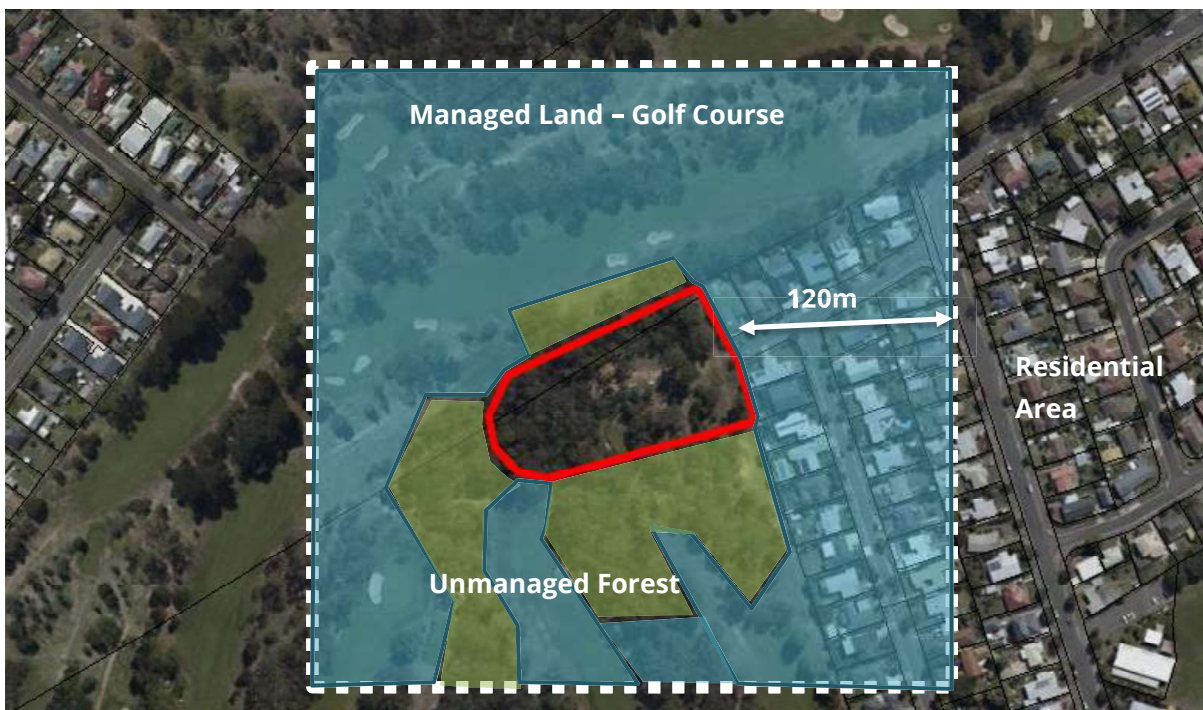 Managed Land – Golf Course
120m
Residential
Area
Unmanaged Forest